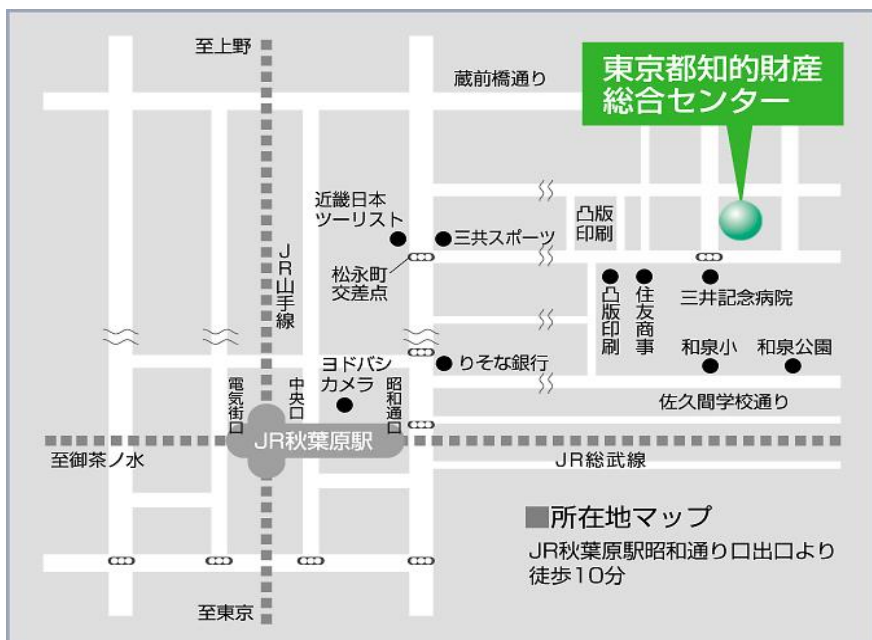 至上野
蔵前橋通り
東京都知的財産
総合センター
近畿日本
ツーリスト
三共スポーツ
凸版
印刷
JR山手線
松永町
交差点
凸版印刷
住友商事
三井記念病院
ヨドバシ
カメラ
りそな銀行
和泉小
和泉公園
電気街口
中央口
昭和通口
佐久間学校通り
JR秋葉原駅
至御茶ノ水
JR総武線
■所在地マップ
JR秋葉原駅昭和通り口出口より
徒歩10分
至東京